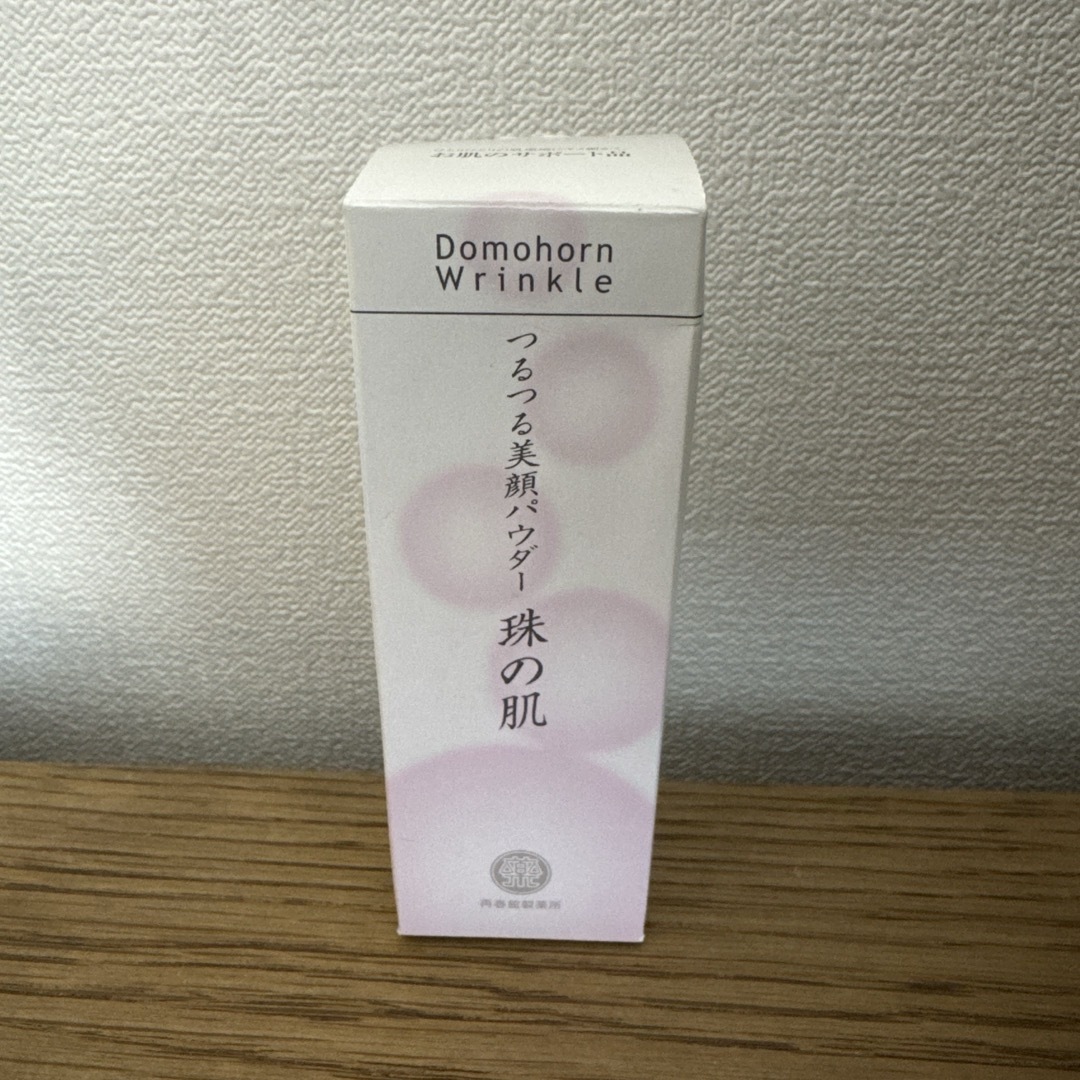 お肌のサポート品
Domohorn
Wrinkle
つるつる美顔パウダー 珠の肌
再春館製薬所